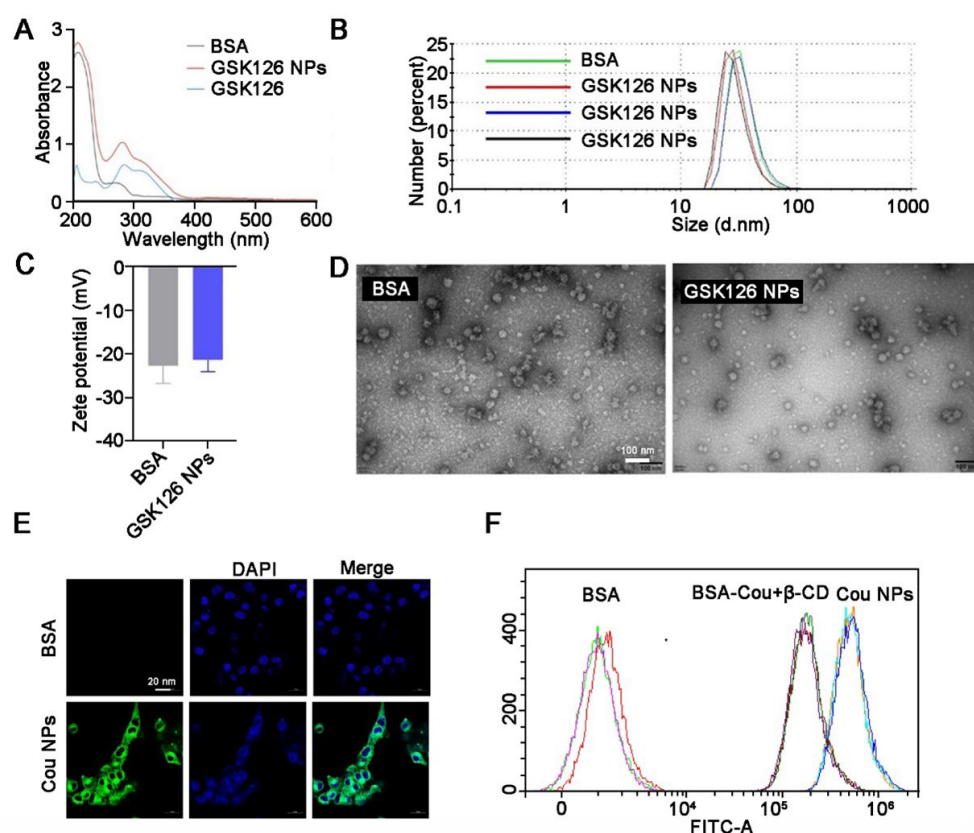 A
3
2
1
0
Absorbance
BSA
GSK126 NPs
GSK126
200 300 400 500 600
Wavelength (nm)
B
25
20
15
10
5
0
Number (percent)
BSA
GSK126 NPs
GSK126 NPs
GSK126 NPs
0.1 1 10 100 1000
Size (d.nm)
C
0
-10
-20
-30
-40
Zete potential (mV)
BSA
GSK126 NPs
D
BSA
100 nm
100 nm
GSK126 NPs
E
DAPI Merge
BSA
20 nm
Cou NPs
F
BSA
BSA-Cou+β-CD
Cou NPs
400
200
0
0 10⁴ 10⁵ 10⁶
FITC-A